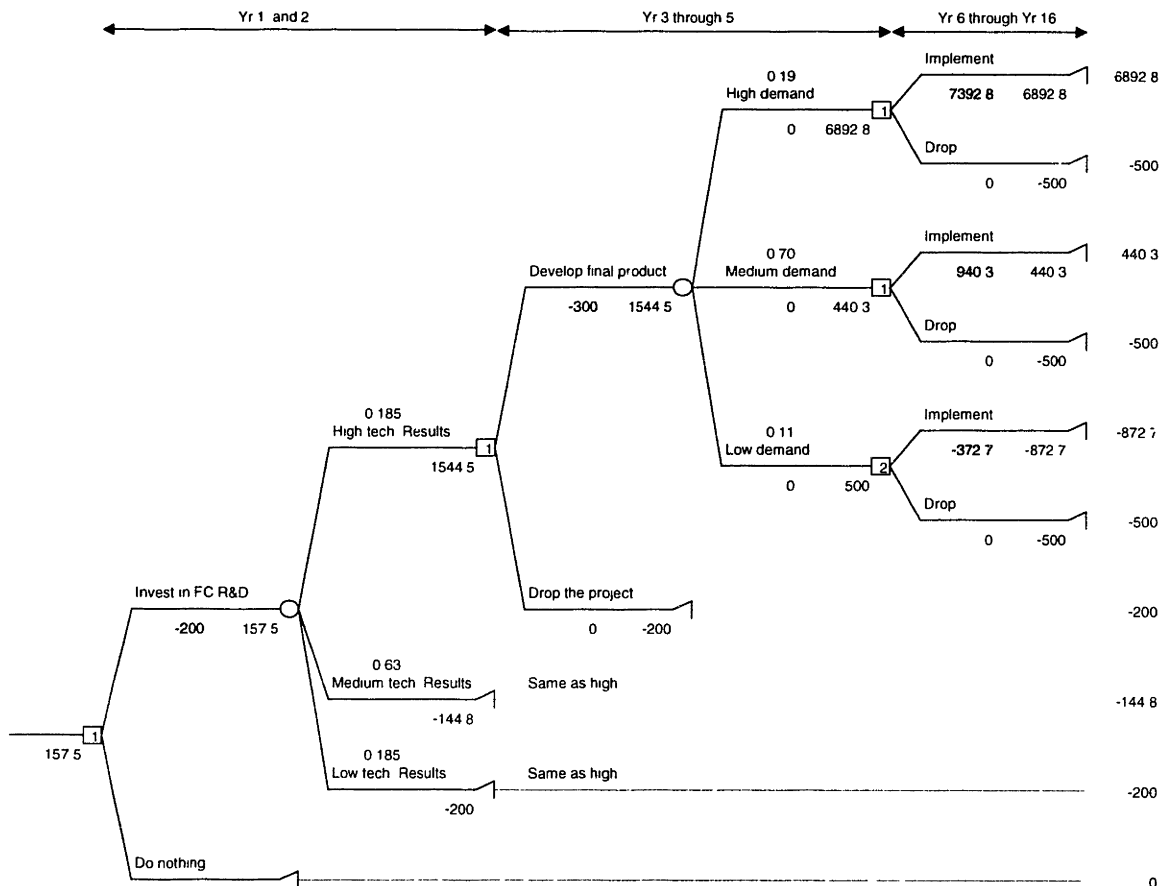 Yr 1 and 2
Yr 3 through 5
Yr 6 through Yr 16
Implement
7392 8 6892 8
6892 8
0 19
High demand
0 6892 8
1
Drop
0 -500
-500
Implement
940 3 440 3
440 3
0 70
Medium demand
0 440 3
1
Drop
0 -500
-500
Develop final product
-300 1544 5
Implement
-372 7 -872 7
-872 7
0 11
Low demand
0 500
2
Drop
0 -500
-500
0 185
High tech Results
1544 5
1
Drop the project
0 -200
-200
Invest in FC R&D
-200 157 5
0 63
Medium tech Results
-144 8
Same as high
-144 8
157 5
1
0 185
Low tech Results
-200
Same as high
-200
Do nothing
0